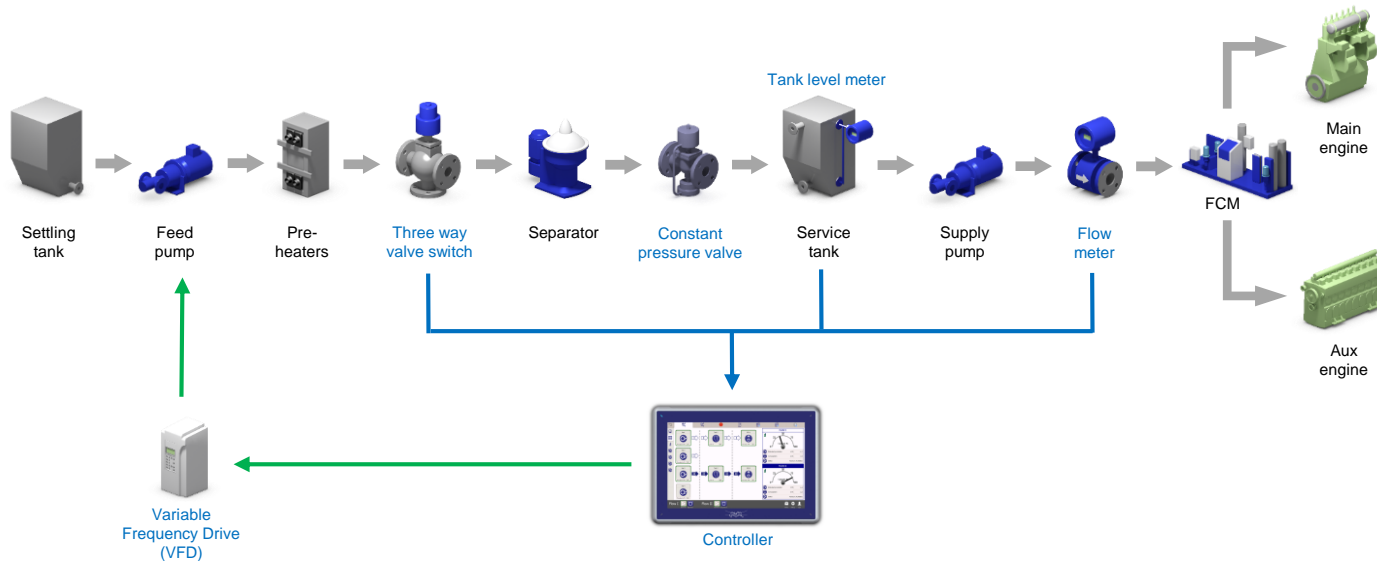 Tank level meter
Main
engine
Settling
tank
Feed
pump
Pre-
heaters
Three way
valve switch
Separator
Constant
pressure valve
Service
tank
Supply
pump
Flow
meter
FCM
Aux
engine
Variable
Frequency Drive
(VFD)
Controller